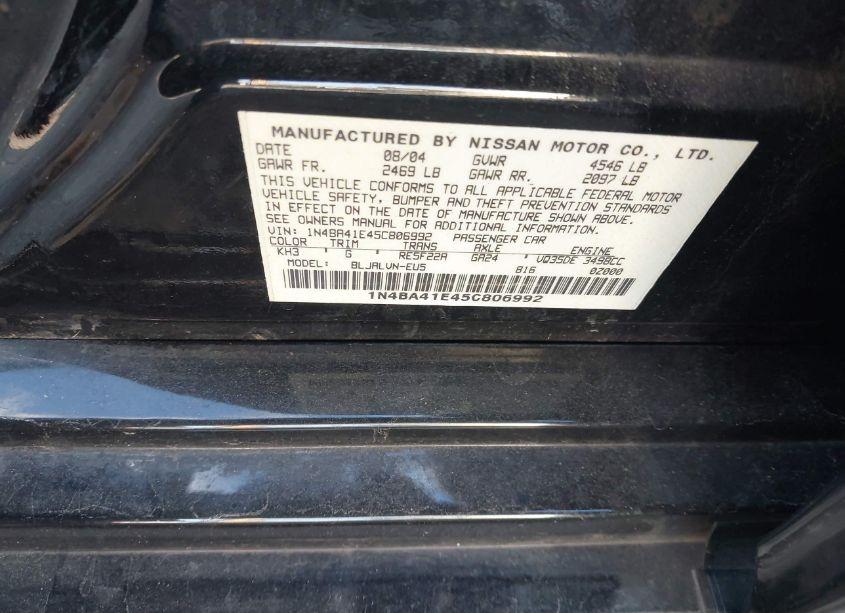 MANUFACTURED BY NISSAN MOTOR CO., LTD.
DATE 08/04 GVWR 4546 LB
GAWR FR. 2469 LB GAWR RR. 2097 LB
THIS VEHICLE CONFORMS TO ALL APPLICABLE FEDERAL MOTOR
VEHICLE SAFETY, BUMPER AND THEFT PREVENTION STANDARDS
IN EFFECT ON THE DATE OF MANUFACTURE SHOWN ABOVE.
SEE OWNERS MANUAL FOR ADDITIONAL INFORMATION.
VIN: 1N4BA41E45C806992 PASSENGER CAR
COLOR TRIM TRANS AXLE ENGINE
KH3 G RE5F22A GA24 VQ35DE 3498CC
MODEL: BLJALVN-EU5 816 0Z000
1N4BA41E45C806992